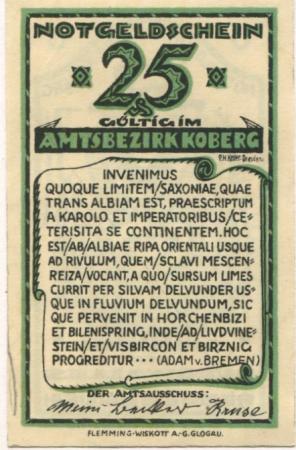 NOTGELDSCHEIN
25
GÜLTIG IM
AMTSBEZIRK KOBERG
INVENIMUS
QUOQUE LIMITEM/SAXONIAE, QUAE
TRANS ALBIAM EST, PRAESCRIPTUM
A KAROLO ET IMPERATORIBUS/CE=
TERISITA SE CONTINENTEM. HOC
EST/AB/ALBIAE RIPA ORIENTALI USQUE
AD RIVULUM, QUEM/SCLAVI MESCEN=
REIZA/VOCANT, A QUO/SURSUM LIMES
CURRIT PER SILVAM DELVUNDER US=
QUE IN FLUVIUM DELVUNDUM, SIC
QUE PERVENIT IN HORCHENBICI
ET BILENISPRING, INDE/AD/LIVDVINE=
STEIN/ET/VISBIRCON ET BIRZNIG
PROGREDITUR ··· (ADAM v. BREMEN)
DER AMTSAUSSCHUSS:
Kruse
FLEMMING-WISKOTT A.-G. GLOGAU.